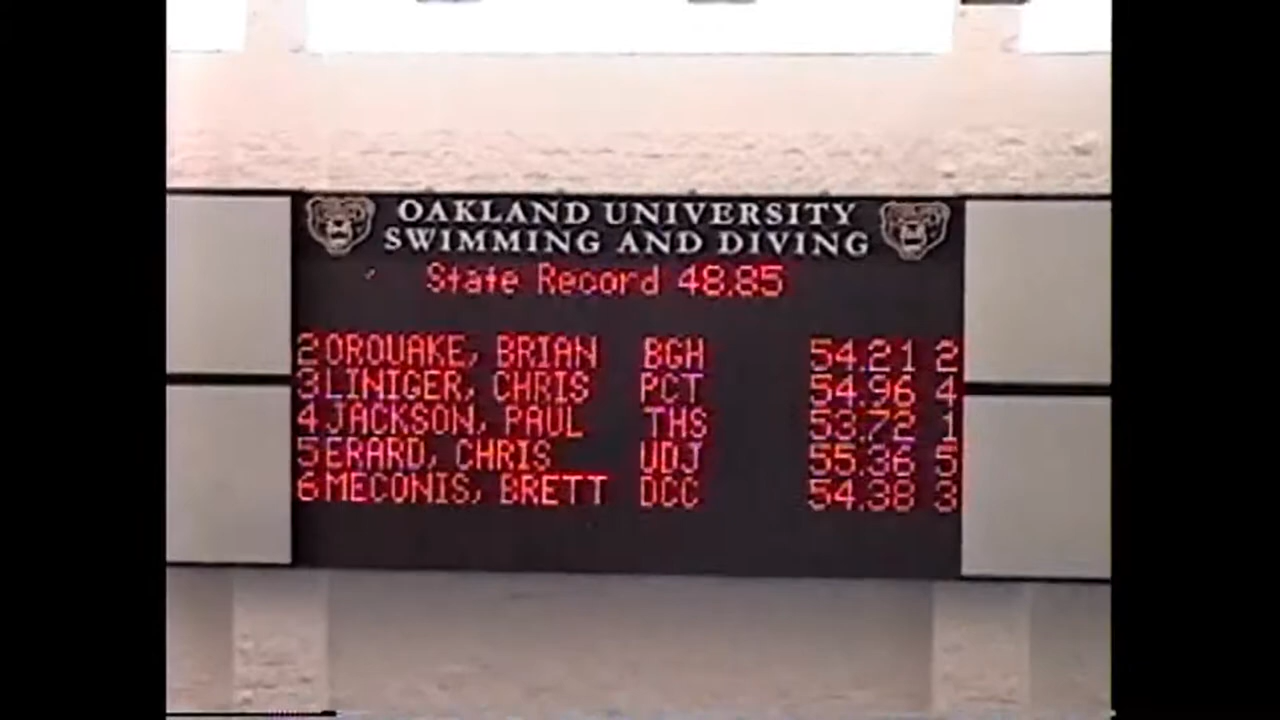 OAKLAND UNIVERSITY
SWIMMING AND DIVING
State Record 48.85
2 OROUAKE, BRIAN BGH 54.21 2
3 LINIGER, CHRIS PCT 54.96 4
4 JACKSON, PAUL THS 53.72 1
5 ERARD, CHRIS UDJ 55.36 5
6 MECONIS, BRETT DCC 54.38 3